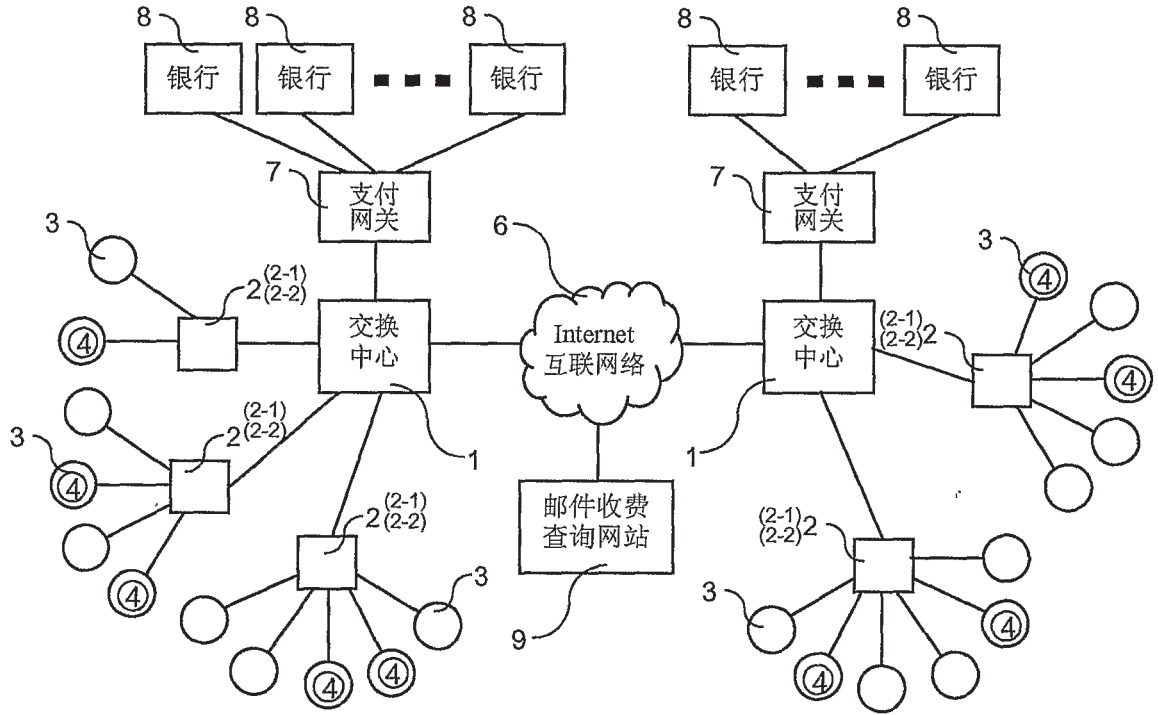 8
8
8
8
8
银行
银行
银行
银行
银行
7
支付
网关
7
支付
网关
3
6
3
4
2(2-1)
(2-2)
交换
中心
Internet
互联网络
交换
中心
(2-1)
(2-2)2
4
4
3
2(2-1)
(2-2)
1
1
4
邮件收费
查询网站
2(2-1)
(2-2)
(2-1)
(2-2)2
4
3
9
3
4
4
4
4